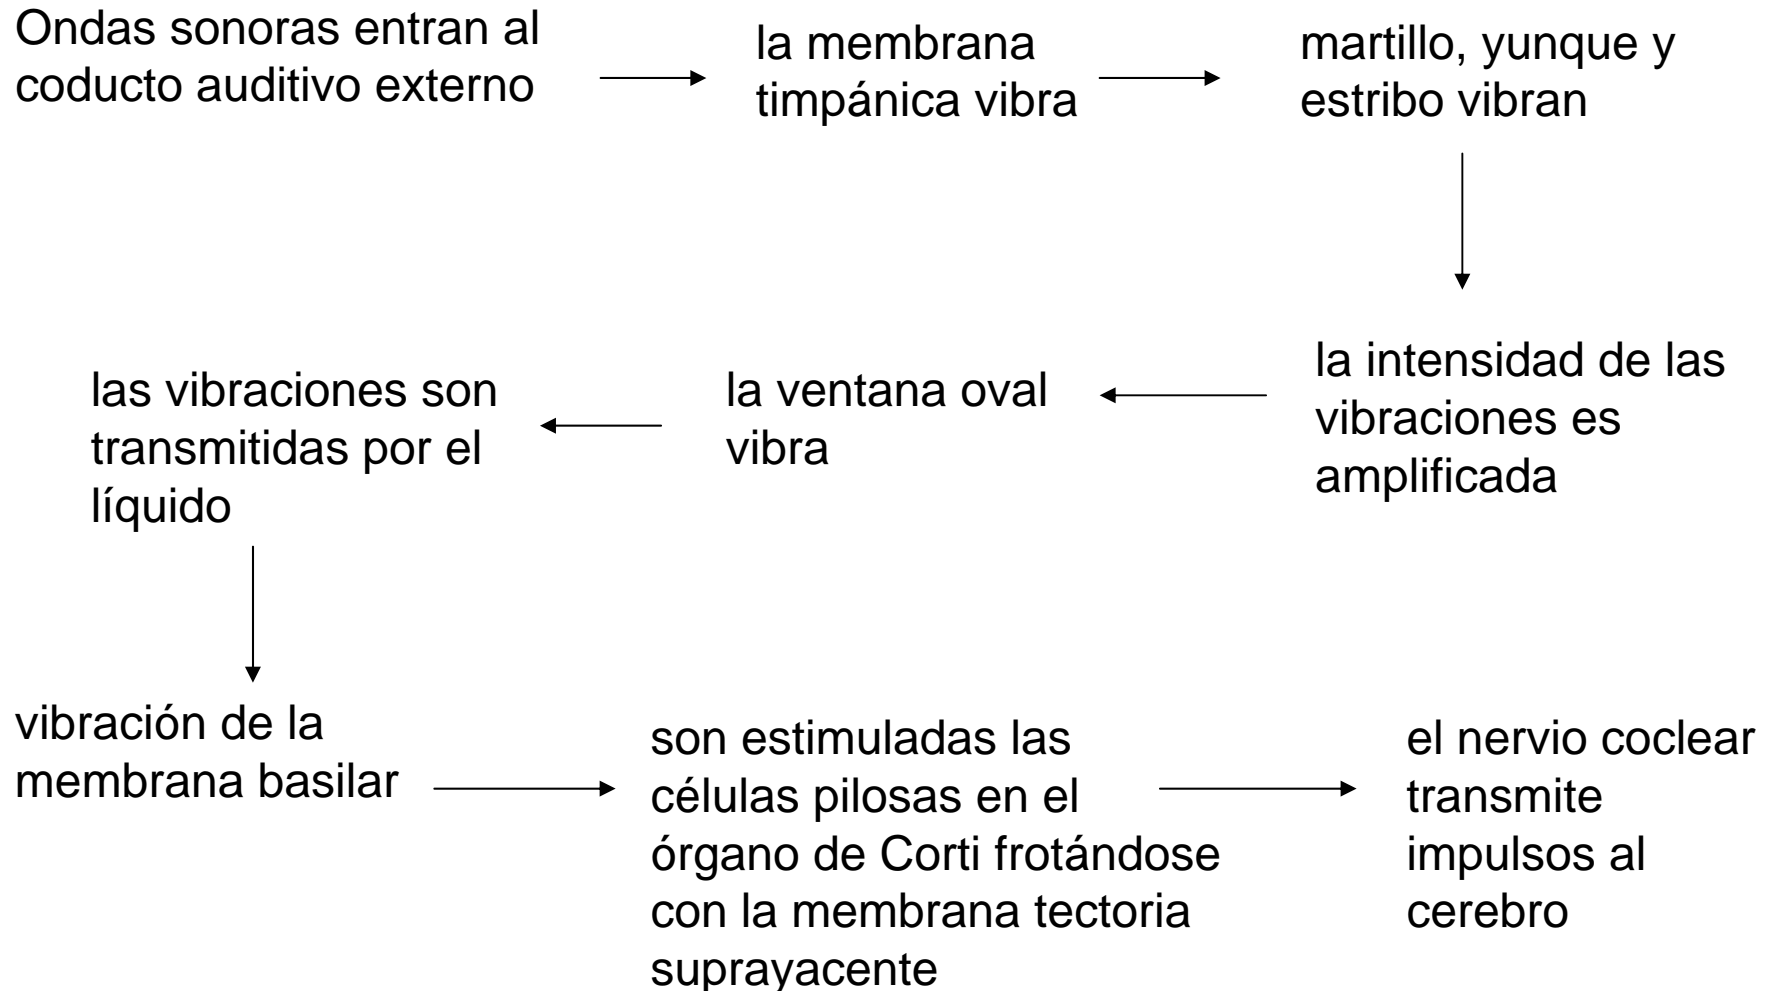 Ondas sonoras entran al
coducto auditivo externo
la membrana
timpánica vibra
martillo, yunque y
estribo vibran
la intensidad de las
vibraciones es
amplificada
la ventana oval
vibra
las vibraciones son
transmitidas por el
líquido
vibración de la
membrana basilar
son estimuladas las
células pilosas en el
órgano de Corti frotándose
con la membrana tectoria
suprayacente
el nervio coclear
transmite
impulsos al
cerebro